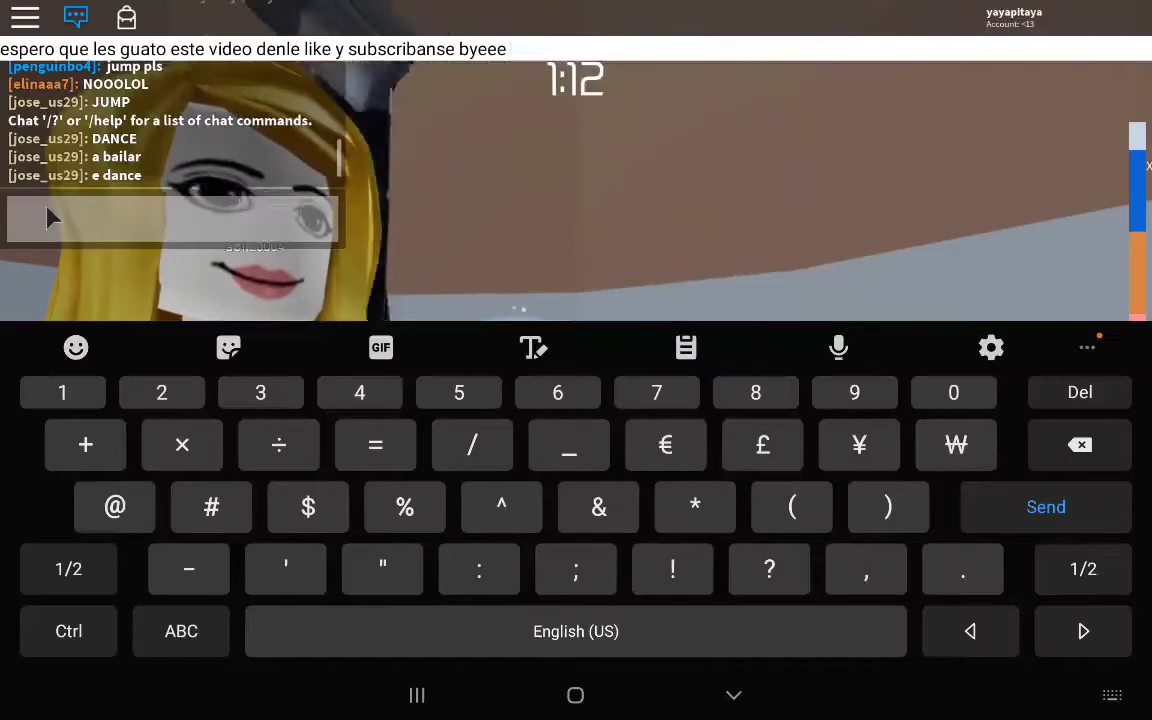 yayapitaya
Account: <13
espero que les guato este video denle like y subscribanse byeee
[penguinbo4]: jump pls
[elinaaa7]: NOOOLOL
[jose_us29]: JUMP
Chat '/?' or '/help' for a list of chat commands.
[jose_us29]: DANCE
[jose_us29]: a bailar
[jose_us29]: e dance
1:12
X
GIF
1 2 3 4 5 6 7 8 9 0 Del
+ × ÷ = / _ € £ ¥ ₩
@ # $ % ^ & * ( ) Send
1/2 - ' " : ; ! ? , . 1/2
Ctrl ABC English (US)